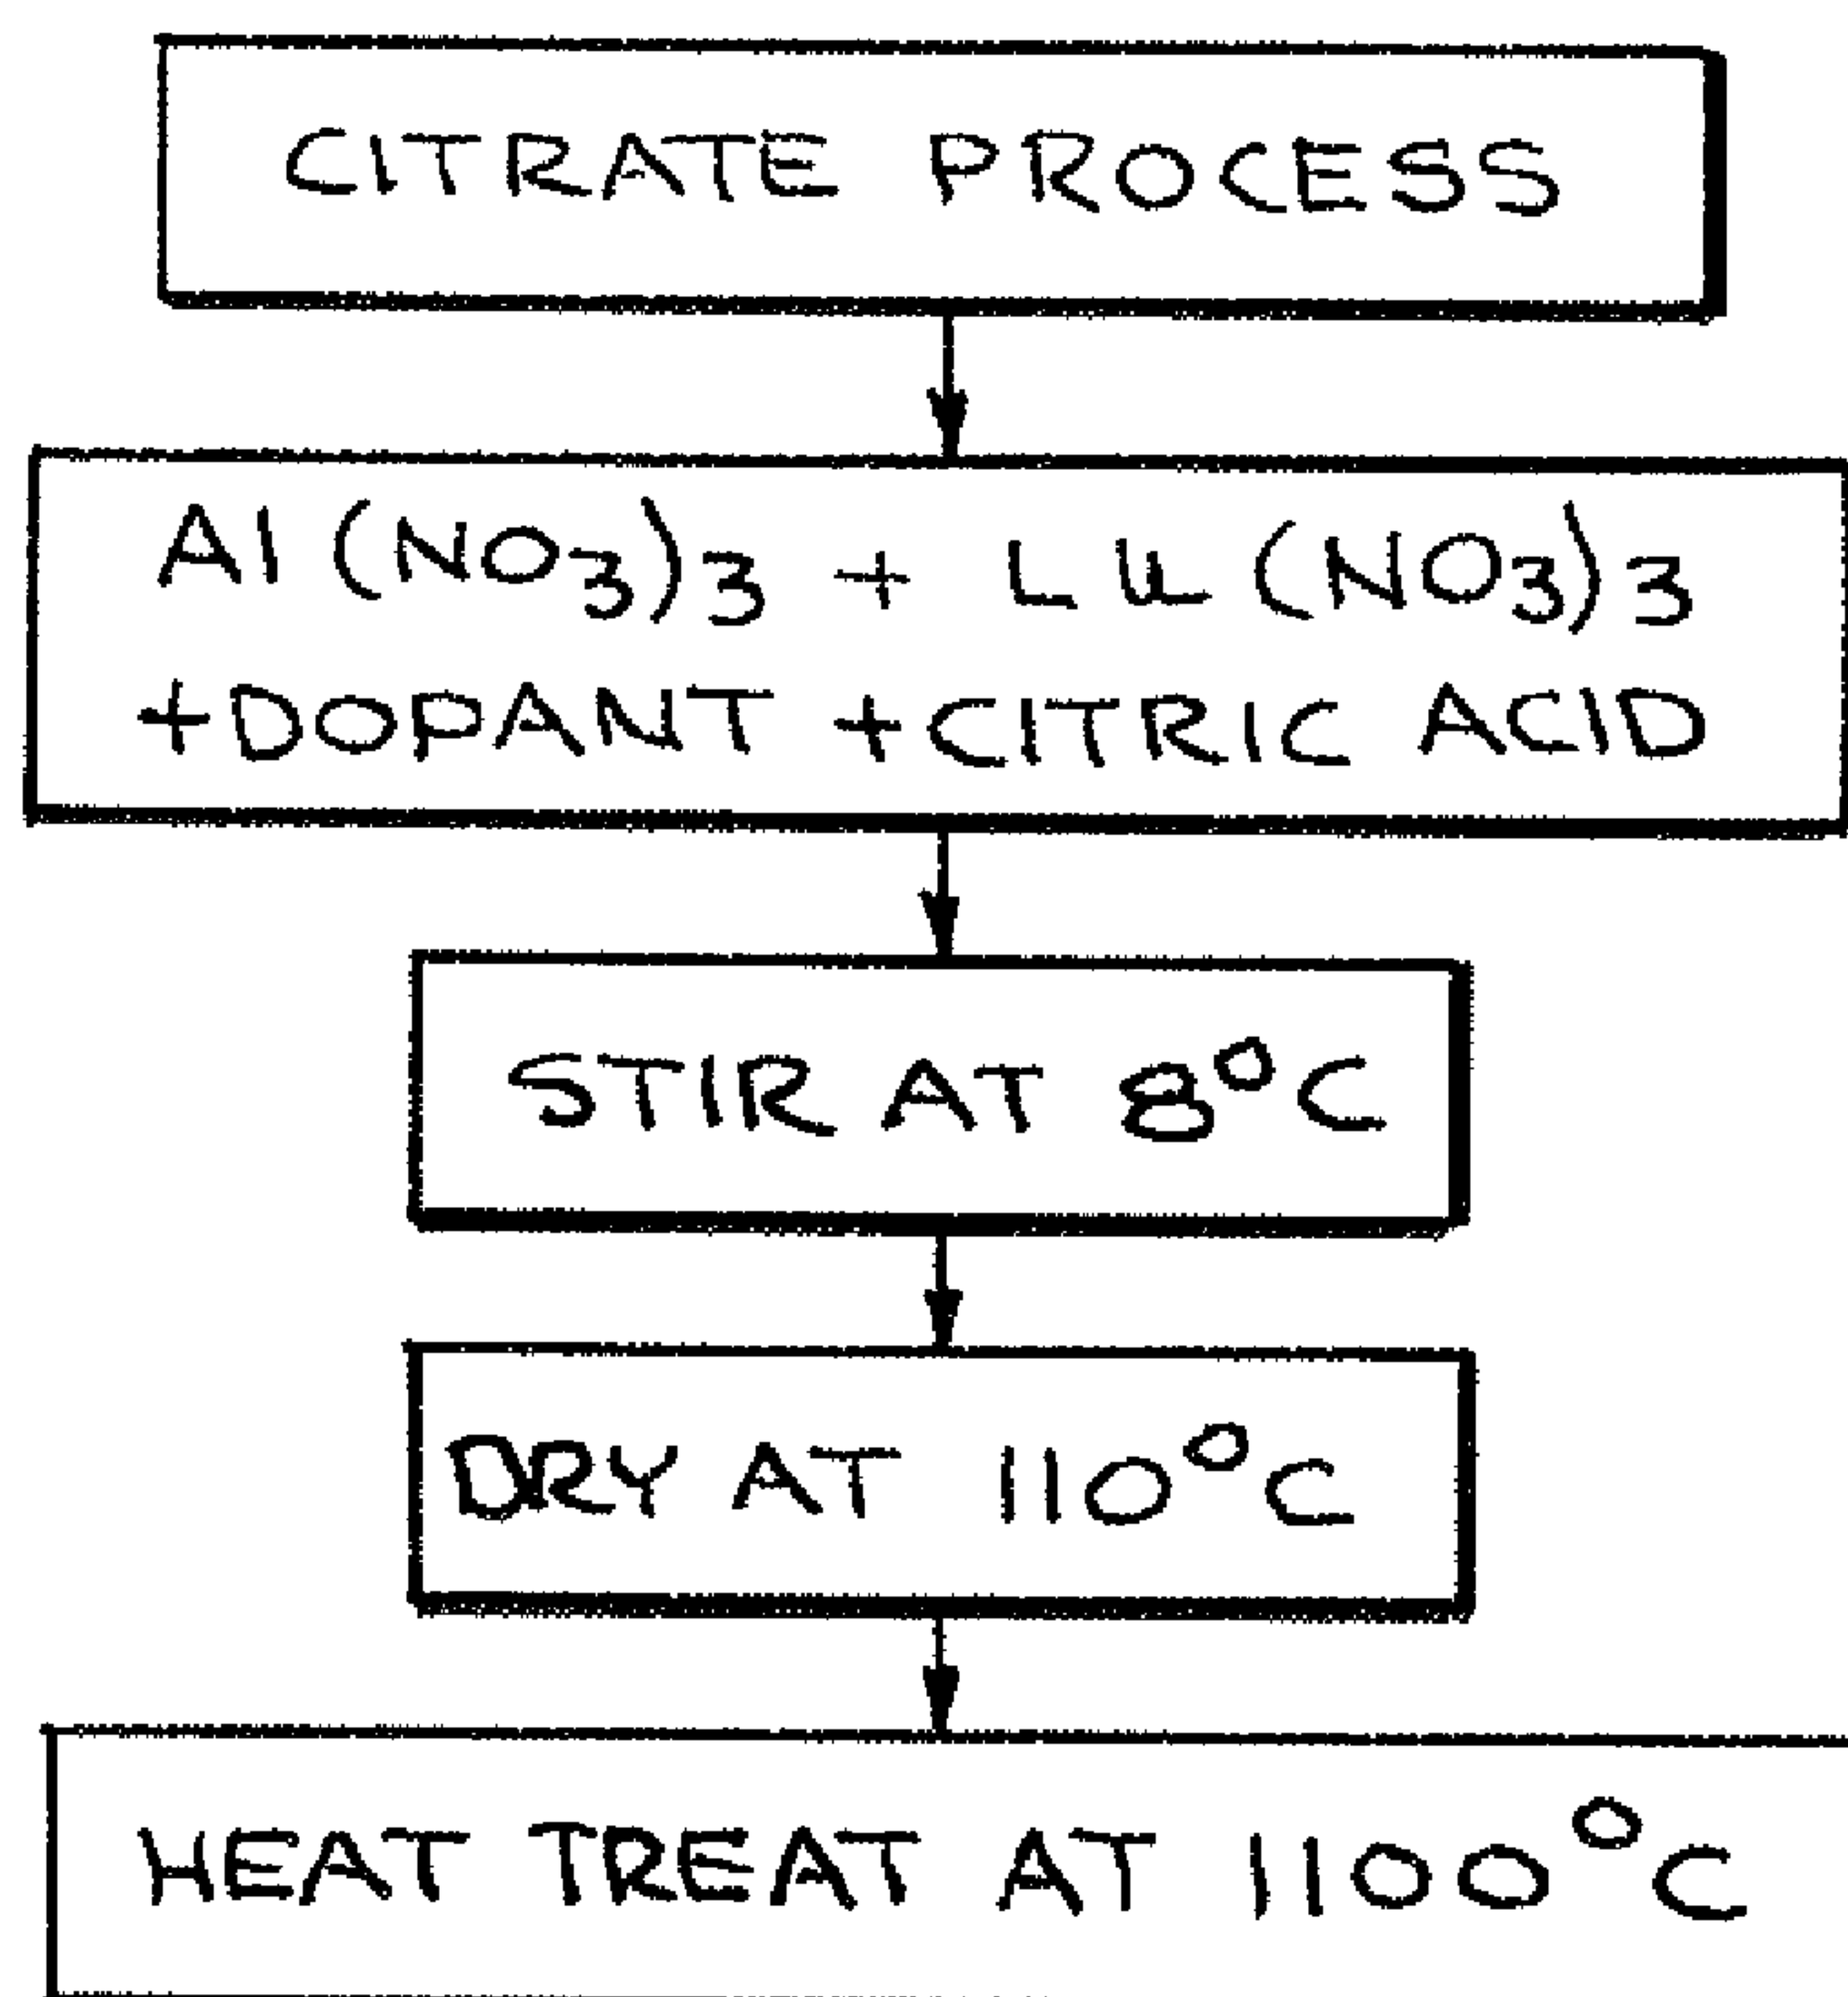 CITRATE PROCESS
Al (NO3)3 + LU (NO3)3
+DOPANT +CITRIC ACID
STIR AT 8°C
DRY AT 110°C
HEAT TREAT AT 1100°C